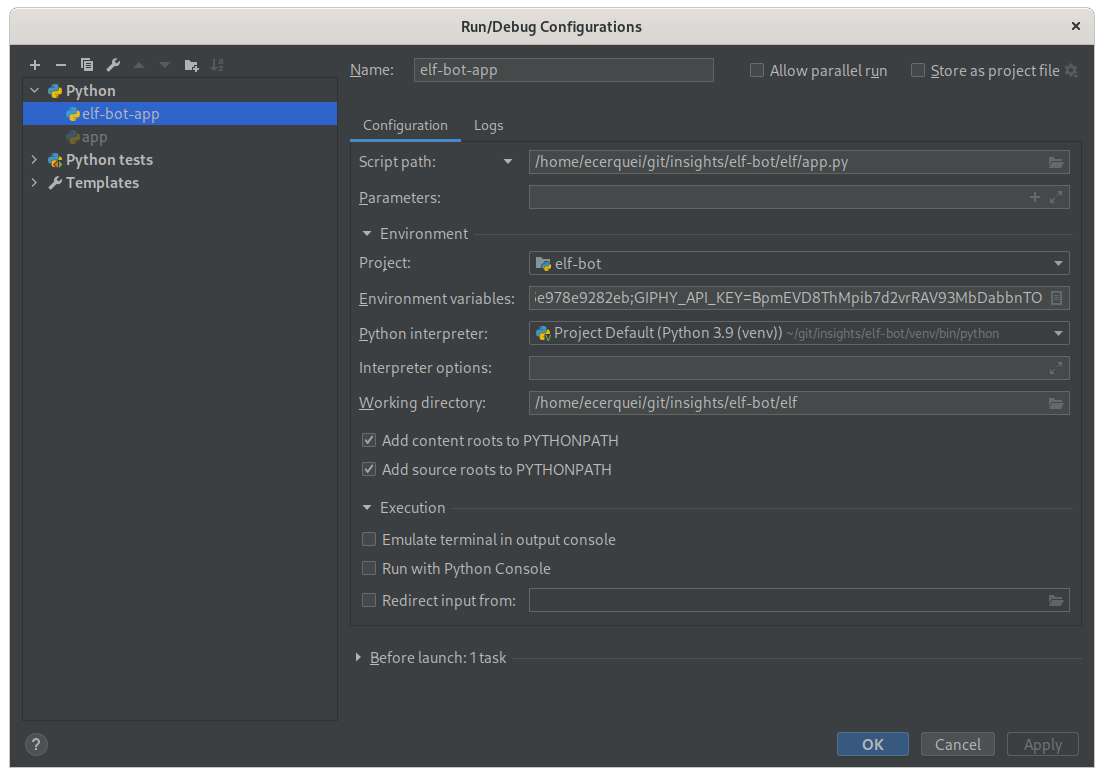 Run/Debug Configurations
Name: elf-bot-app Allow parallel run Store as project file
Python
elf-bot-app
app
Python tests
Templates
Configuration Logs
Script path: /home/ecerquei/git/insights/elf-bot/elf/app.py
Parameters:
Environment
Project: elf-bot
Environment variables: e978e9282eb;GIPHY_API_KEY=BpmEVD8ThMpib7d2vrRAV93MbDabbnTO
Python interpreter: Project Default (Python 3.9 (venv)) ~/git/insights/elf-bot/venv/bin/python
Interpreter options:
Working directory: /home/ecerquei/git/insights/elf-bot/elf
Add content roots to PYTHONPATH
Add source roots to PYTHONPATH
Execution
Emulate terminal in output console
Run with Python Console
Redirect input from:
Before launch: 1 task
? OK Cancel Apply